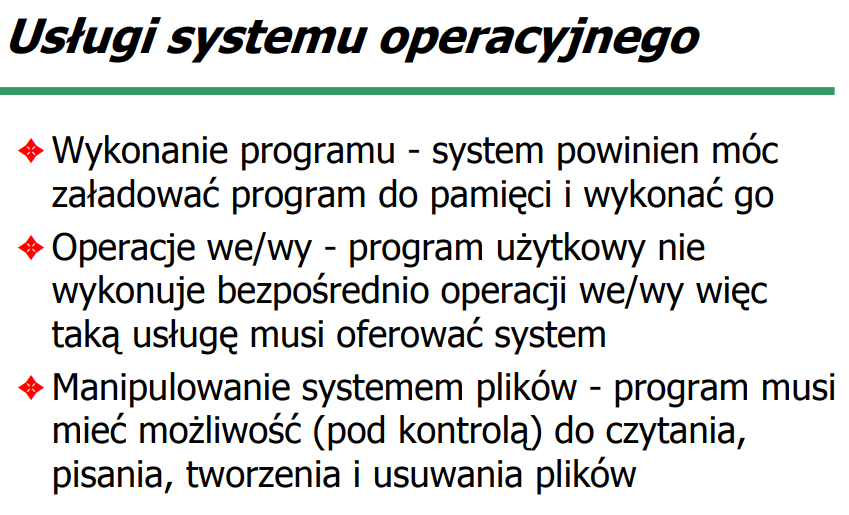 Usługi systemu operacyjnego
Wykonanie programu - system powinien móc
załadować program do pamięci i wykonać go
Operacje we/wy - program użytkowy nie
wykonuje bezpośrednio operacji we/wy więc
taką usługę musi oferować system
Manipulowanie systemem plików - program musi
mieć możliwość (pod kontrolą) do czytania,
pisania, tworzenia i usuwania plików